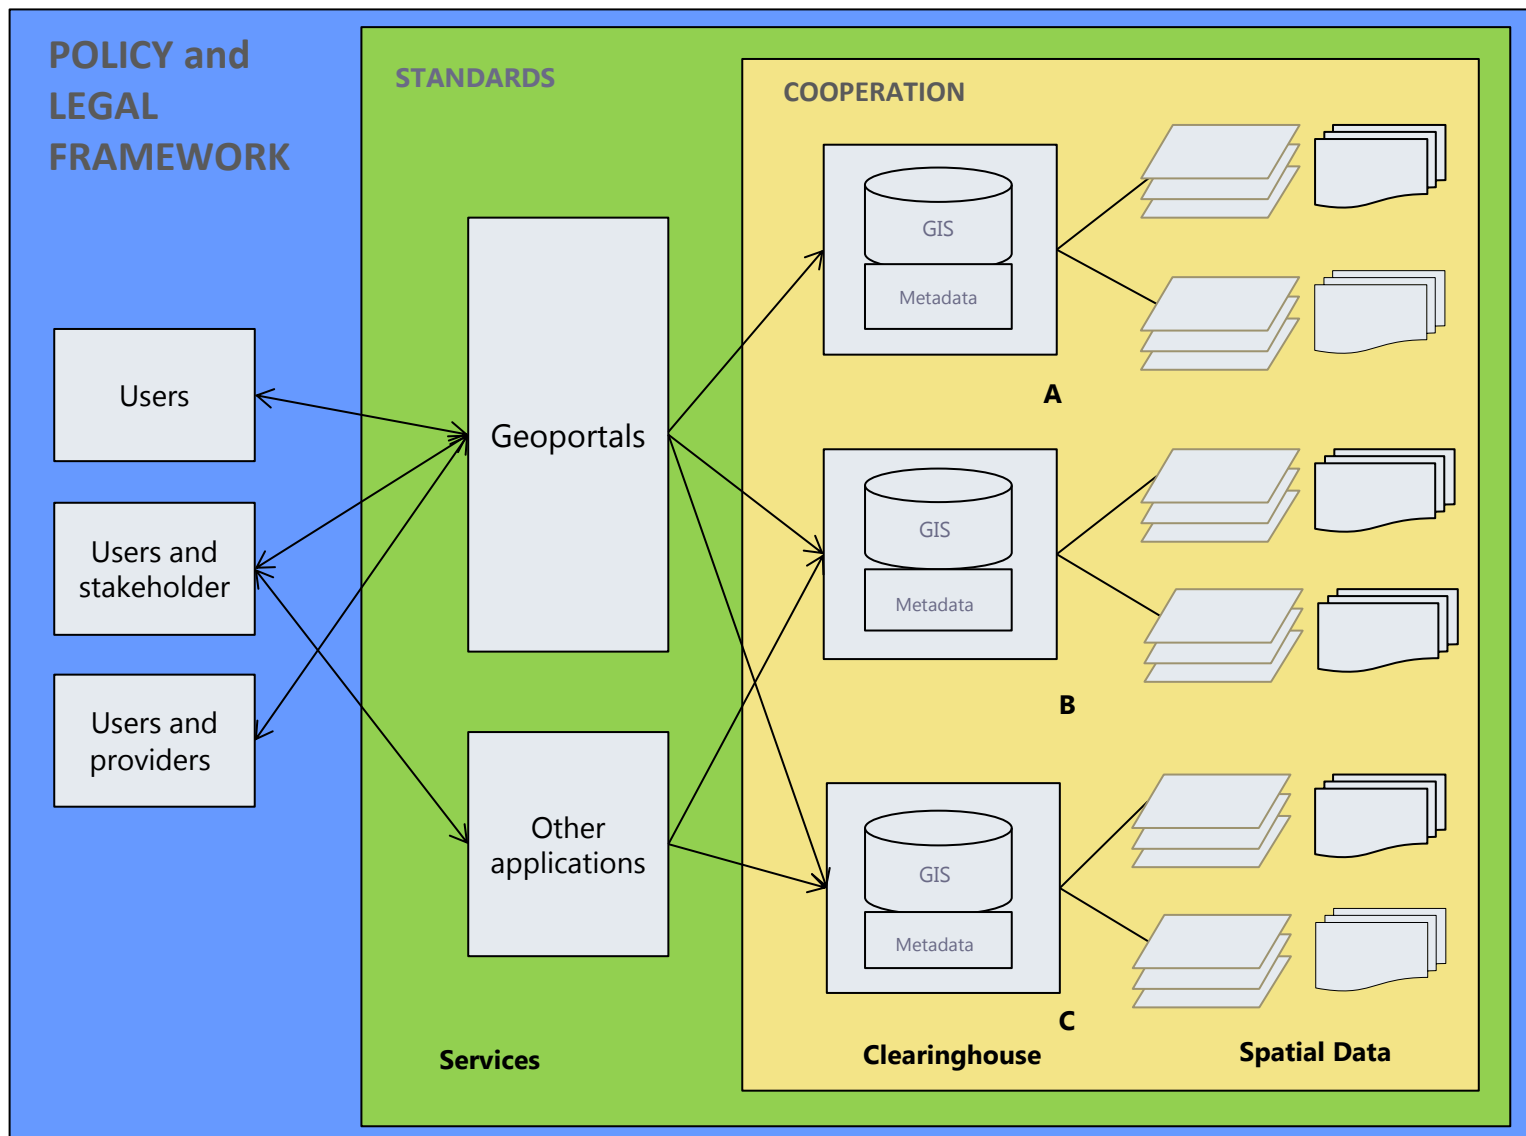 POLICY and
LEGAL
FRAMEWORK
STANDARDS
COOPERATION
Users
Users and
stakeholder
Users and
providers
Geoportals
Other
applications
GIS
Metadata
A
GIS
Metadata
B
GIS
Metadata
C
Services
Clearinghouse
Spatial Data